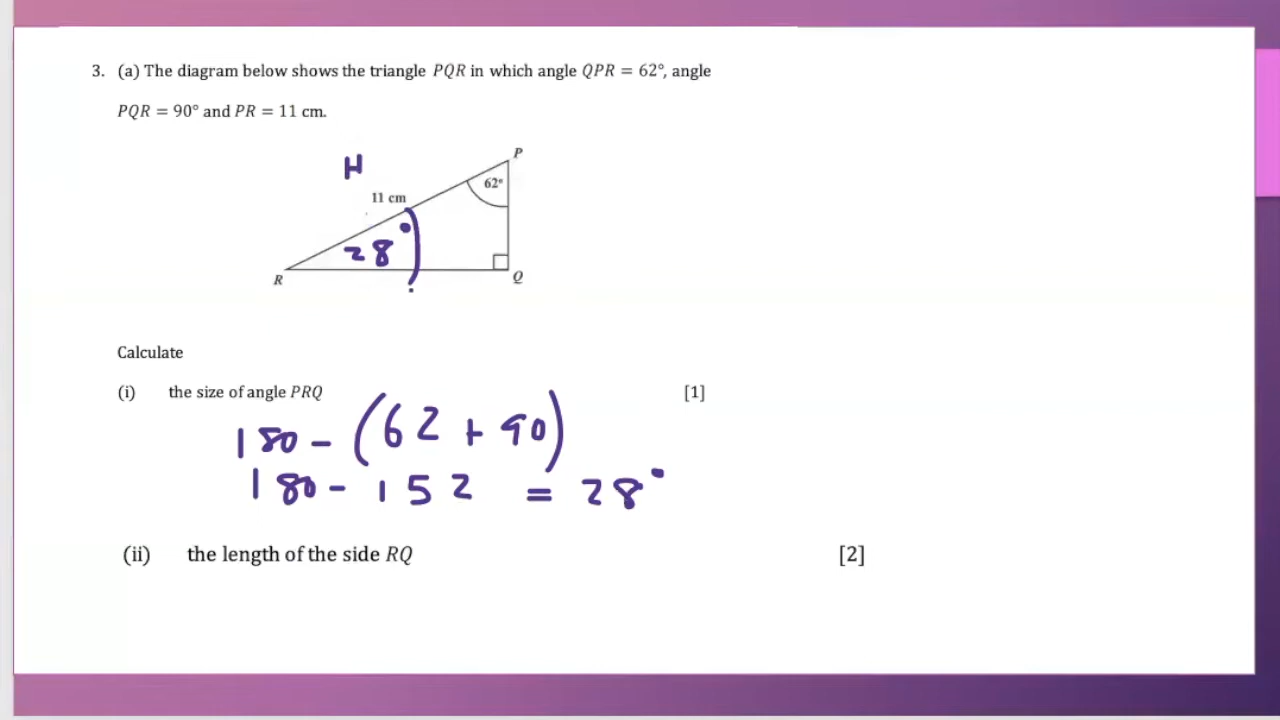 3. (a) The diagram below shows the triangle PQR in which angle QPR = 62°, angle
PQR = 90° and PR = 11 cm.
P
H
62°
11 cm
28°
R
Q
Calculate
(i) the size of angle PRQ [1]
180 - (62 + 90)
180 - 152 = 28°
(ii) the length of the side RQ [2]